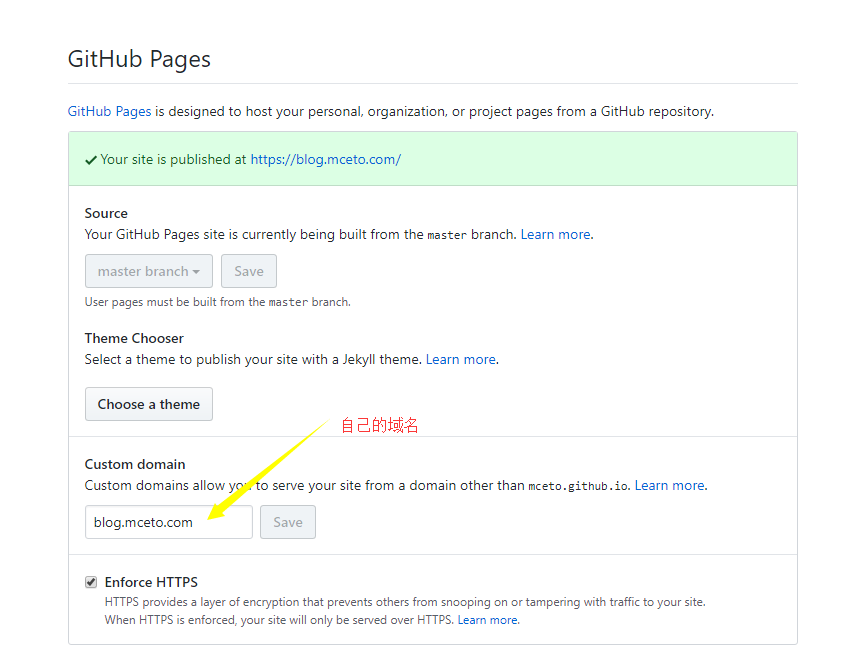 GitHub Pages
GitHub Pages is designed to host your personal, organization, or project pages from a GitHub repository.
Your site is published at https://blog.mceto.com/
Source
Your GitHub Pages site is currently being built from the master branch. Learn more.
master branch
Save
User pages must be built from the master branch.
Theme Chooser
Select a theme to publish your site with a Jekyll theme. Learn more.
Choose a theme
自己的域名
Custom domain
Custom domains allow you to serve your site from a domain other than mceto.github.io. Learn more.
blog.mceto.com
Save
Enforce HTTPS
HTTPS provides a layer of encryption that prevents others from snooping on or tampering with traffic to your site.
When HTTPS is enforced, your site will only be served over HTTPS. Learn more.